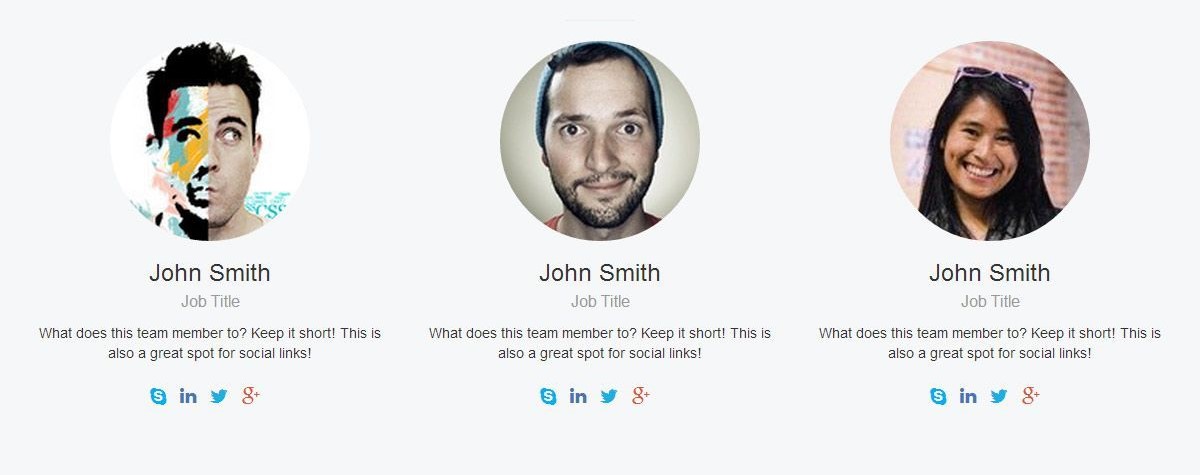 CSS
John Smith
Job Title
What does this team member to? Keep it short! This is
also a great spot for social links!
in
g+
John Smith
Job Title
What does this team member to? Keep it short! This is
also a great spot for social links!
in
g+
John Smith
Job Title
What does this team member to? Keep it short! This is
also a great spot for social links!
in
g+